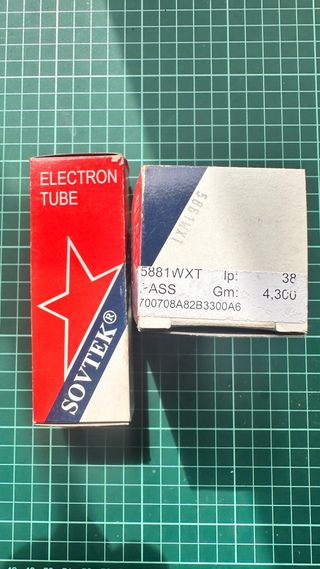 ELECTRON
TUBE
SOVTEK®
5881WXT
5881WXT Ip: 38
-ASS Gm: 4,300
700708A82B3300A6